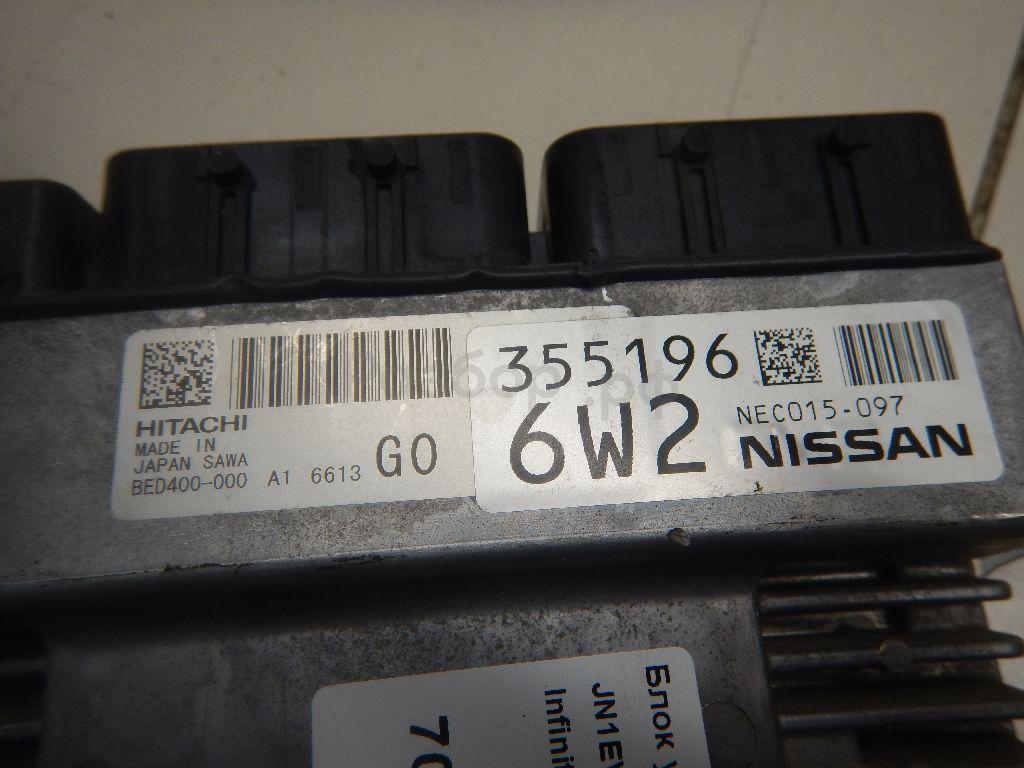 HITACHI
MADE IN
JAPAN SAWA
BED400-000 A1 6613 G0
355196
6W2
NEC015-097
NISSAN
Блок
JN1EV
Infinit
70